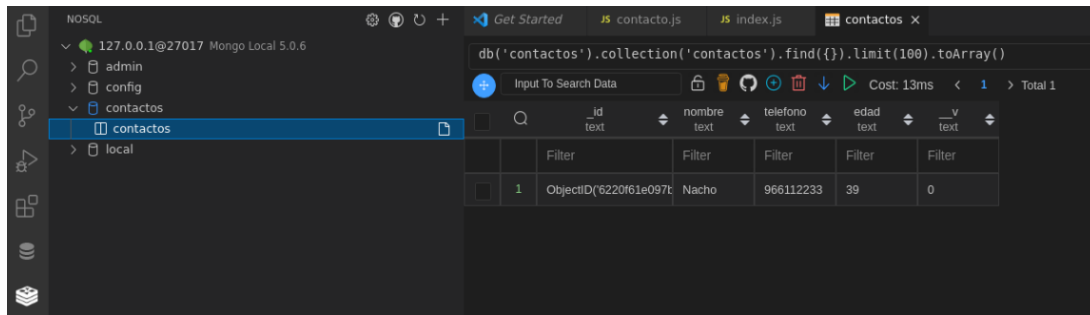 NOSQL
127.0.0.1@27017 Mongo Local 5.0.6
admin
config
contactos
contactos
local
Get Started JS contacto.js JS index.js contactos
db('contactos').collection('contactos').find({}).limit(100).toArray()
Input To Search Data Cost: 13ms < 1 > Total 1
_id nombre telefono edad __v
text text text text text
Filter Filter Filter Filter Filter
1 ObjectID('6220f61e097b Nacho 966112233 39 0